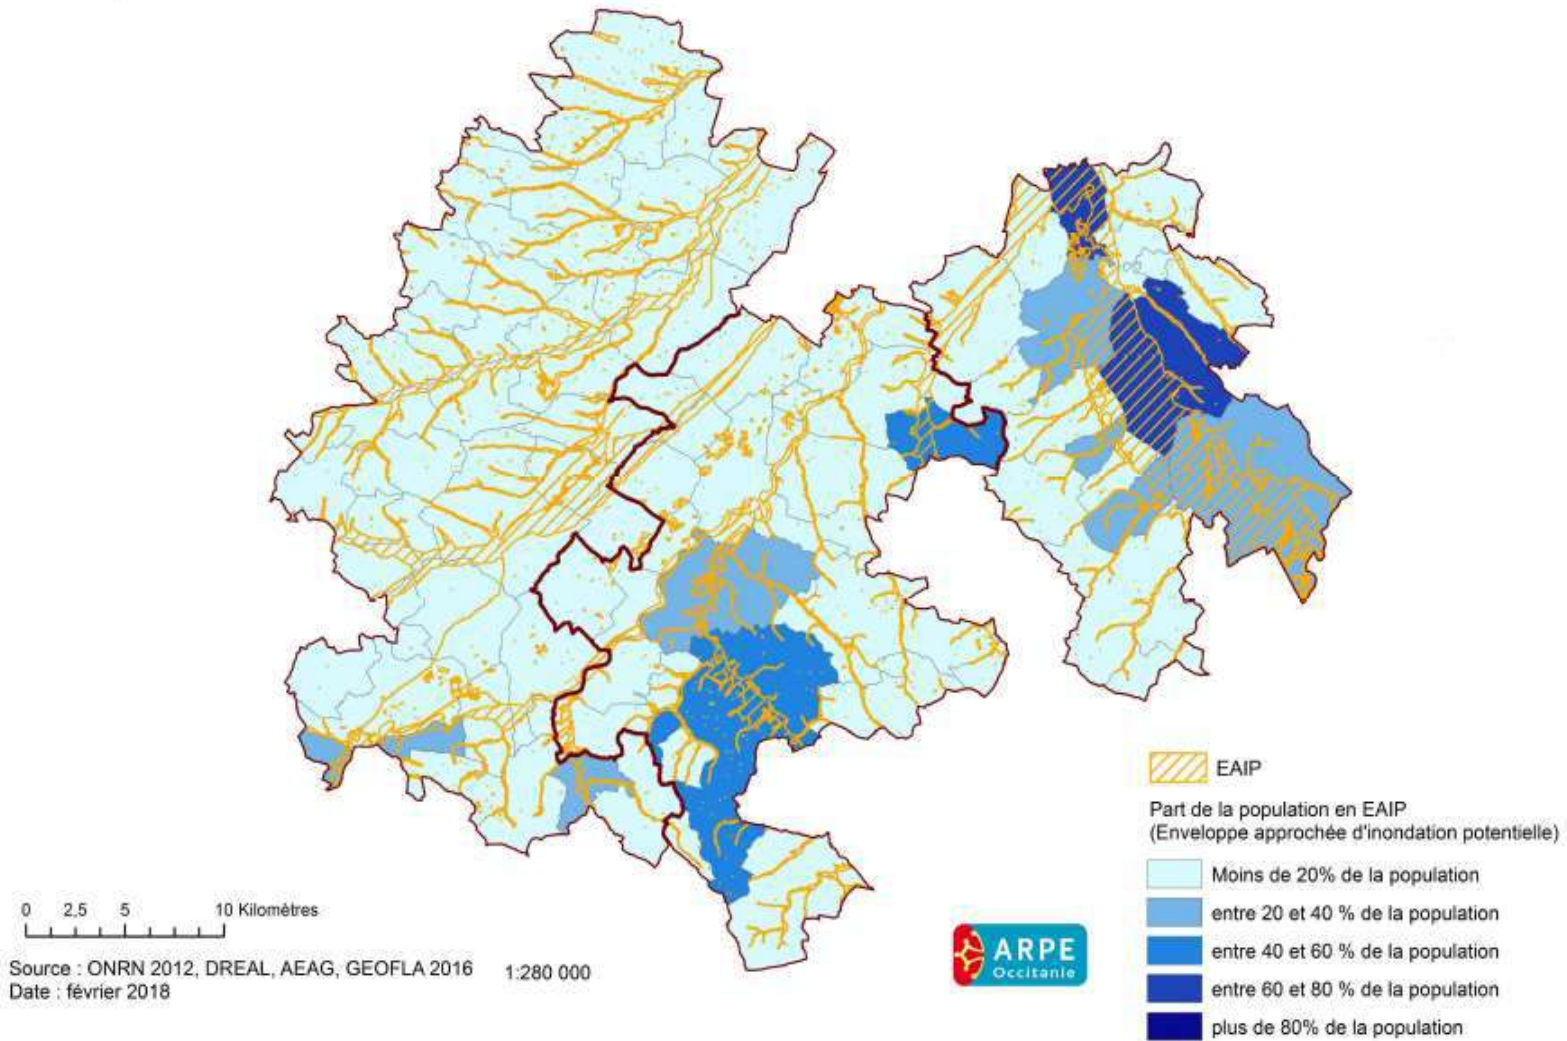 EAIP
Part de la population en EAIP
(Enveloppe approchée d'inondation potentielle)
Moins de 20% de la population
entre 20 et 40 % de la population
entre 40 et 60 % de la population
entre 60 et 80 % de la population
plus de 80% de la population
0 2,5 5 10 Kilomètres
Source : ONRN 2012, DREAL, AEAG, GEOFLA 2016 1:280 000
Date : février 2018
ARPE
Occitanie